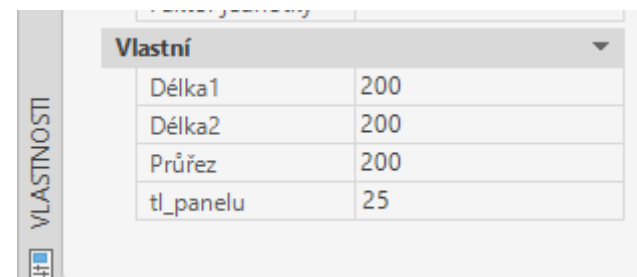 Vlastní
Délka1 200
Délka2 200
Průřez 200
tl_panelu 25
VLASTNOSTI